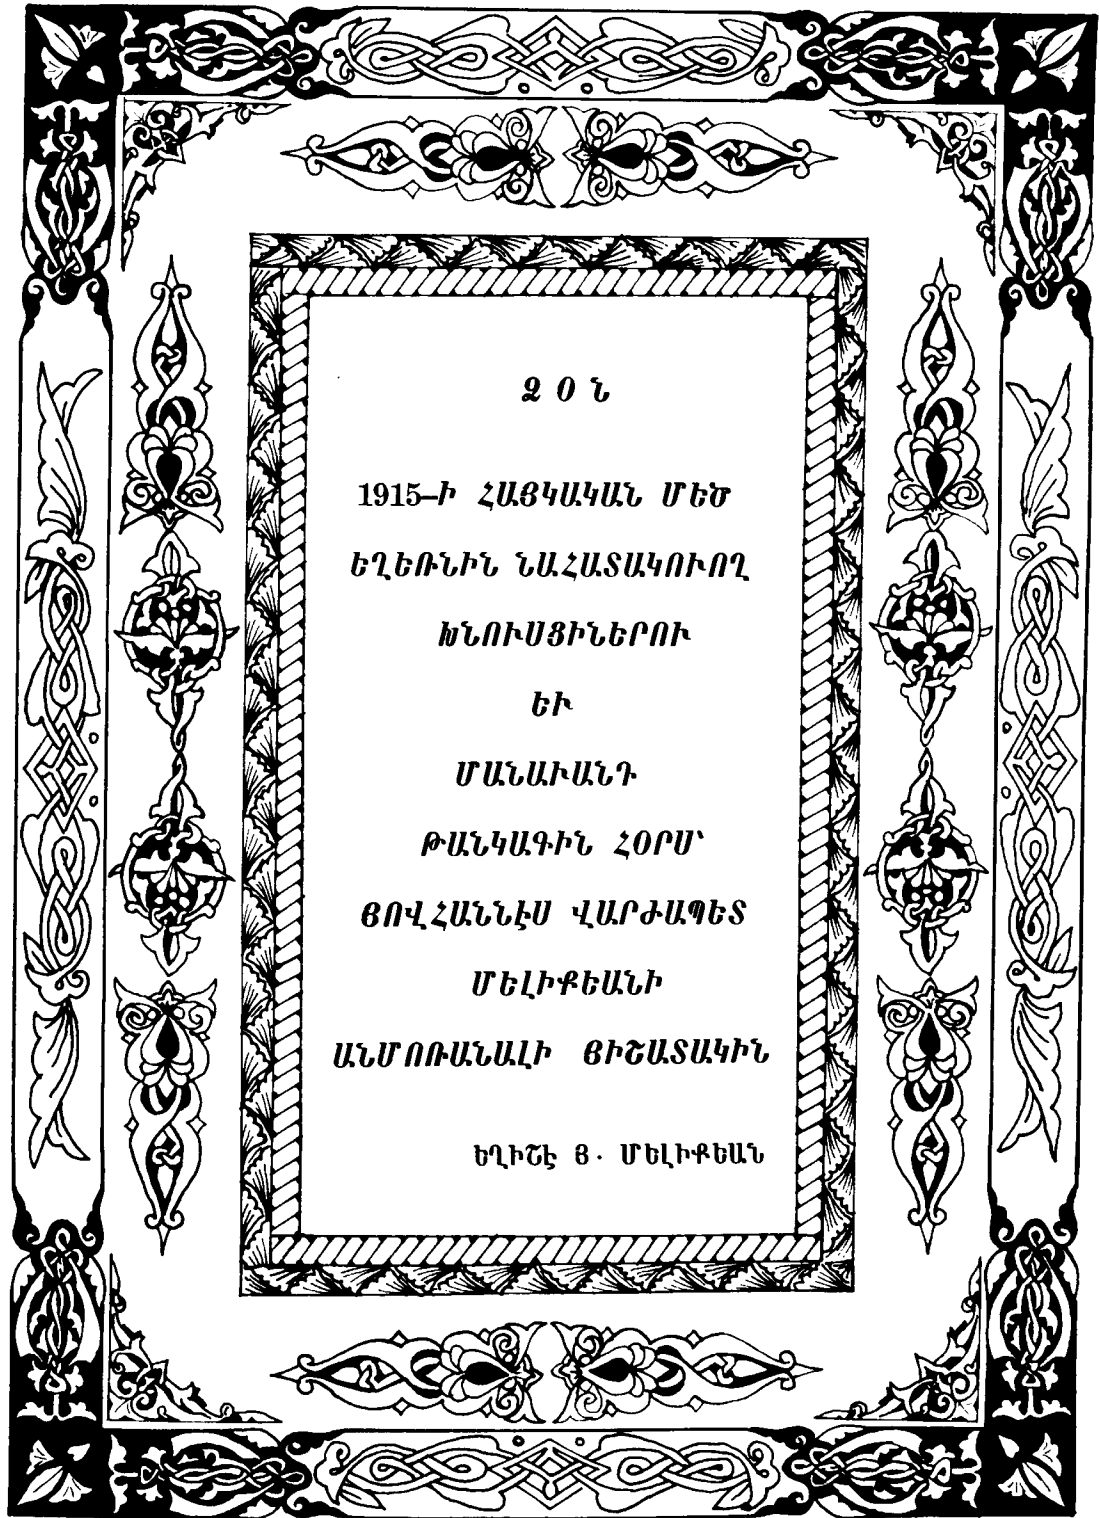 ՁՕՆ
1915–Ի ՀԱՅԿԱԿԱՆ ՄԵԾ
ԵՂԵՌՆԻՆ ՆԱՀԱՏԱԿՈՒՈՂ
ԽՆՈՒՍՑԻՆԵՐՈՒ
ԵՒ
ՄԱՆԱՒԱՆԴ
ԹԱՆԿԱԳԻՆ ՀՕՐՍ՝
ՅՈՎՀԱՆՆԷՍ ՎԱՐԺԱՊԵՏ
ՄԵԼԻՔԵԱՆԻ
ԱՆՄՈՌԱՆԱԼԻ ՅԻՇԱՏԱԿԻՆ
ԵՂԻՇԷ Յ. ՄԵԼԻՔԵԱՆ